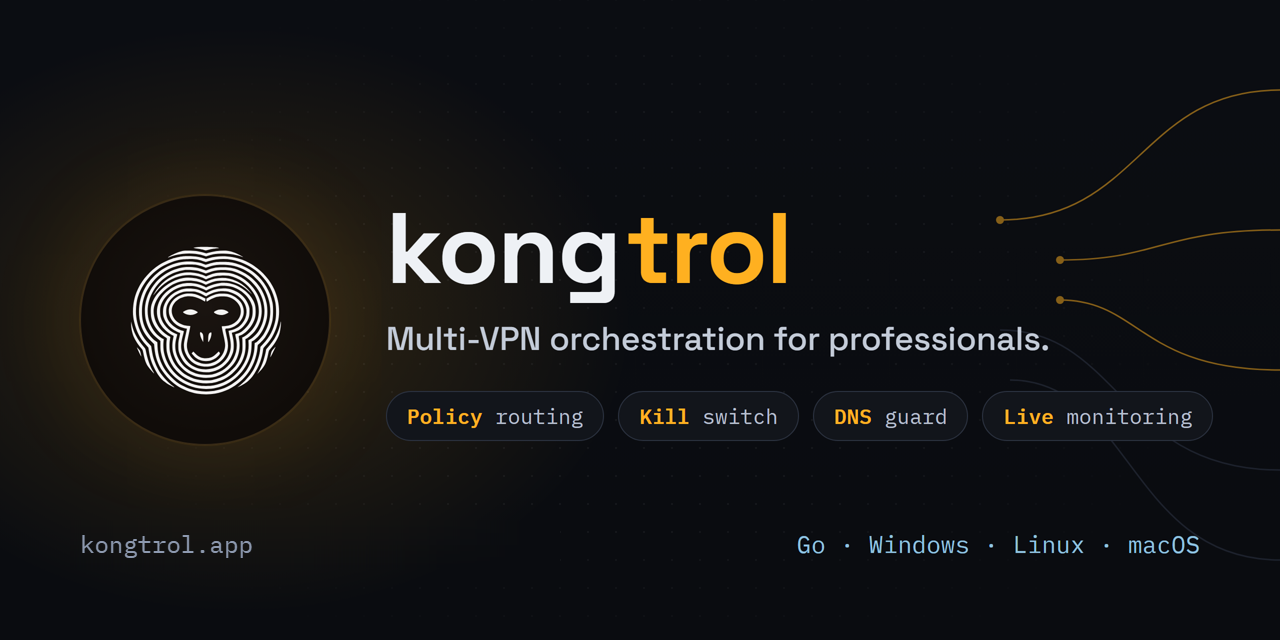 kongtrol
Multi-VPN orchestration for professionals.
Policy routing Kill switch DNS guard Live monitoring
kongtrol.app Go · Windows · Linux · macOS